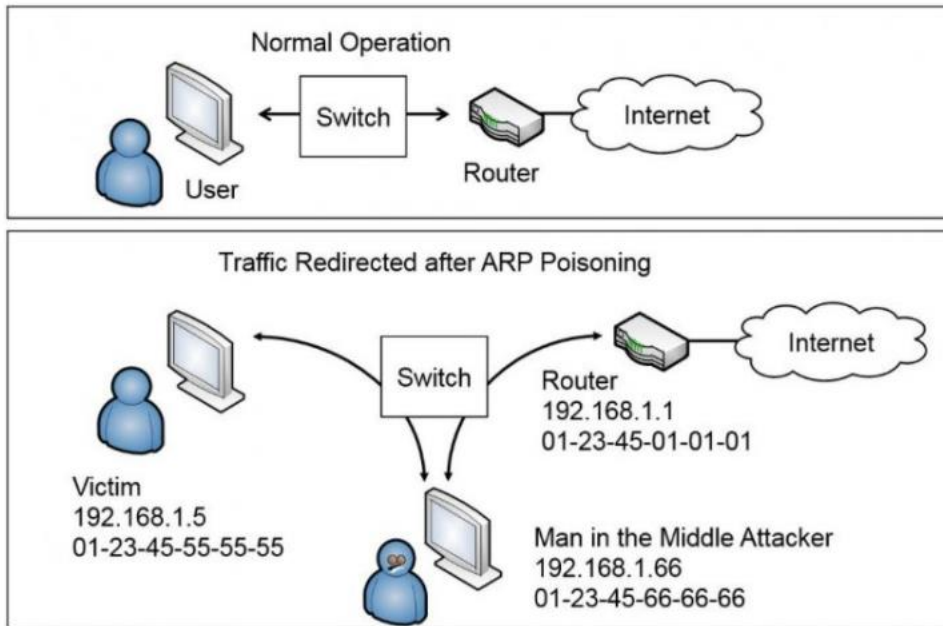 Normal Operation
Switch
Internet
User
Router
Traffic Redirected after ARP Poisoning
Switch
Internet
Router
192.168.1.1
01-23-45-01-01-01
Victim
192.168.1.5
01-23-45-55-55-55
Man in the Middle Attacker
192.168.1.66
01-23-45-66-66-66